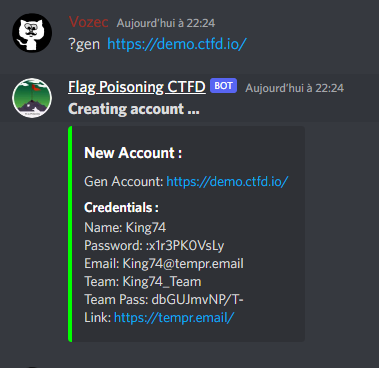 Vozec Aujourd'hui à 22:24
?gen https://demo.ctfd.io/
Flag Poisoning CTFD BOT Aujourd'hui à 22:24
Creating account ...
New Account :
Gen Account: https://demo.ctfd.io/
Credentials :
Name: King74
Password: :x1r3PK0VsLy
Email: King74@tempr.email
Team: King74_Team
Team Pass: dbGUJmvNP/T-
Link: https://tempr.email/